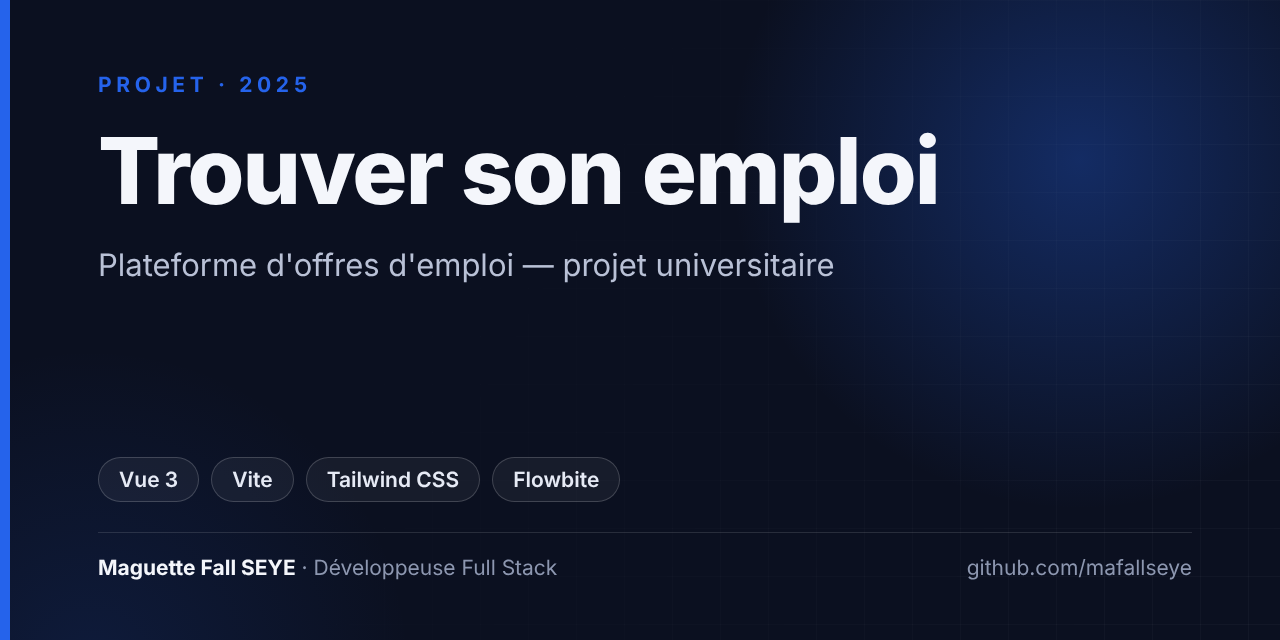 PROJET · 2025
Trouver son emploi
Plateforme d'offres d'emploi — projet universitaire
Vue 3 Vite Tailwind CSS Flowbite
Maguette Fall SEYE · Développeuse Full Stack github.com/mafallseye